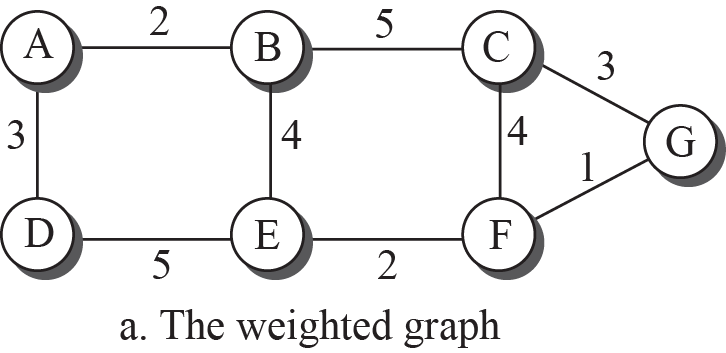 2 5
A B C
3
3 4 4 G
1
D E F
5 2
a. The weighted graph